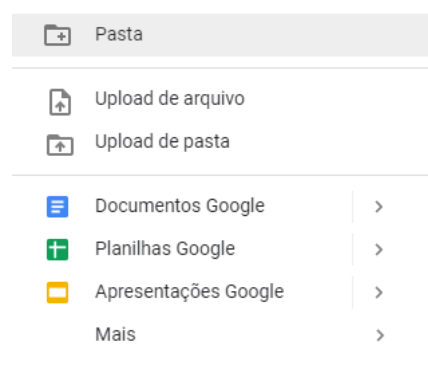 Pasta
Upload de arquivo
Upload de pasta
Documentos Google
Planilhas Google
Apresentações Google
Mais